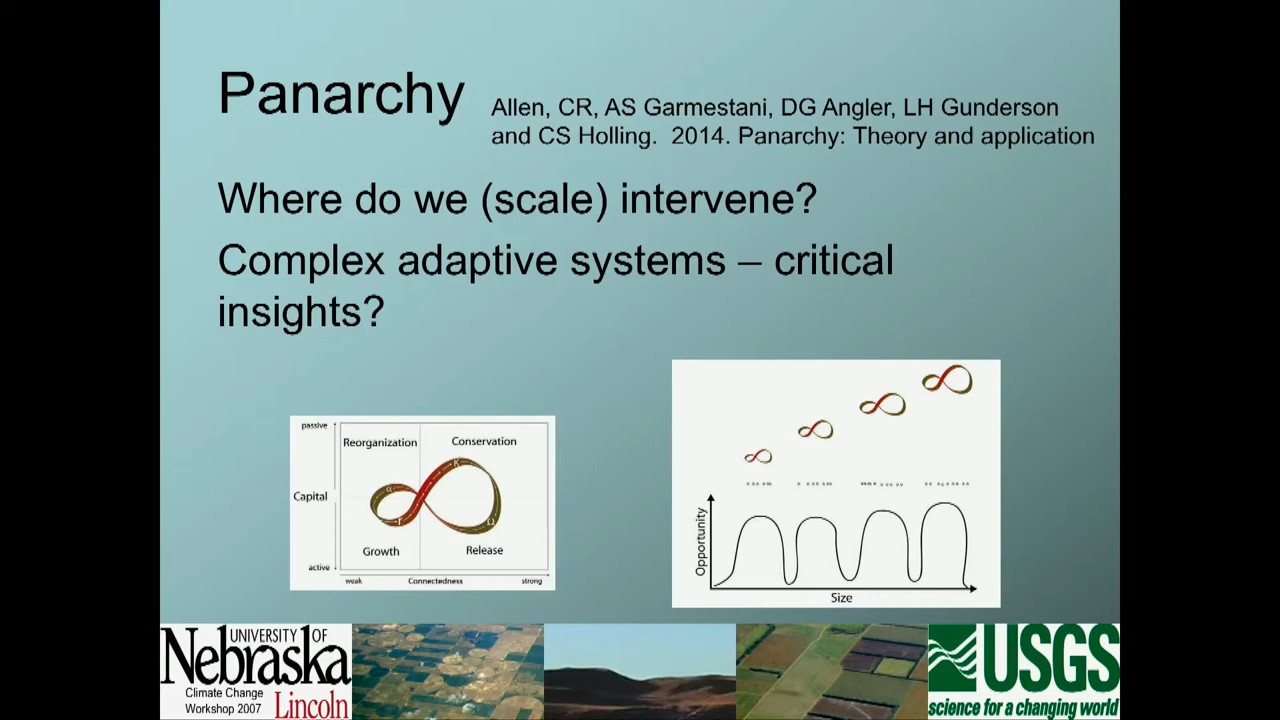 Panarchy
Allen, CR, AS Garmestani, DG Angler, LH Gunderson
and CS Holling. 2014. Panarchy: Theory and application
Where do we (scale) intervene?
Complex adaptive systems – critical
insights?
passive
Reorganization
Conservation
α
K
Capital
r
Ω
Growth
Release
active
weak
Connectedness
strong
Opportunity
Size
UNIVERSITY OF
Nebraska
Lincoln
Climate Change
Workshop 2007
USGS
science for a changing world